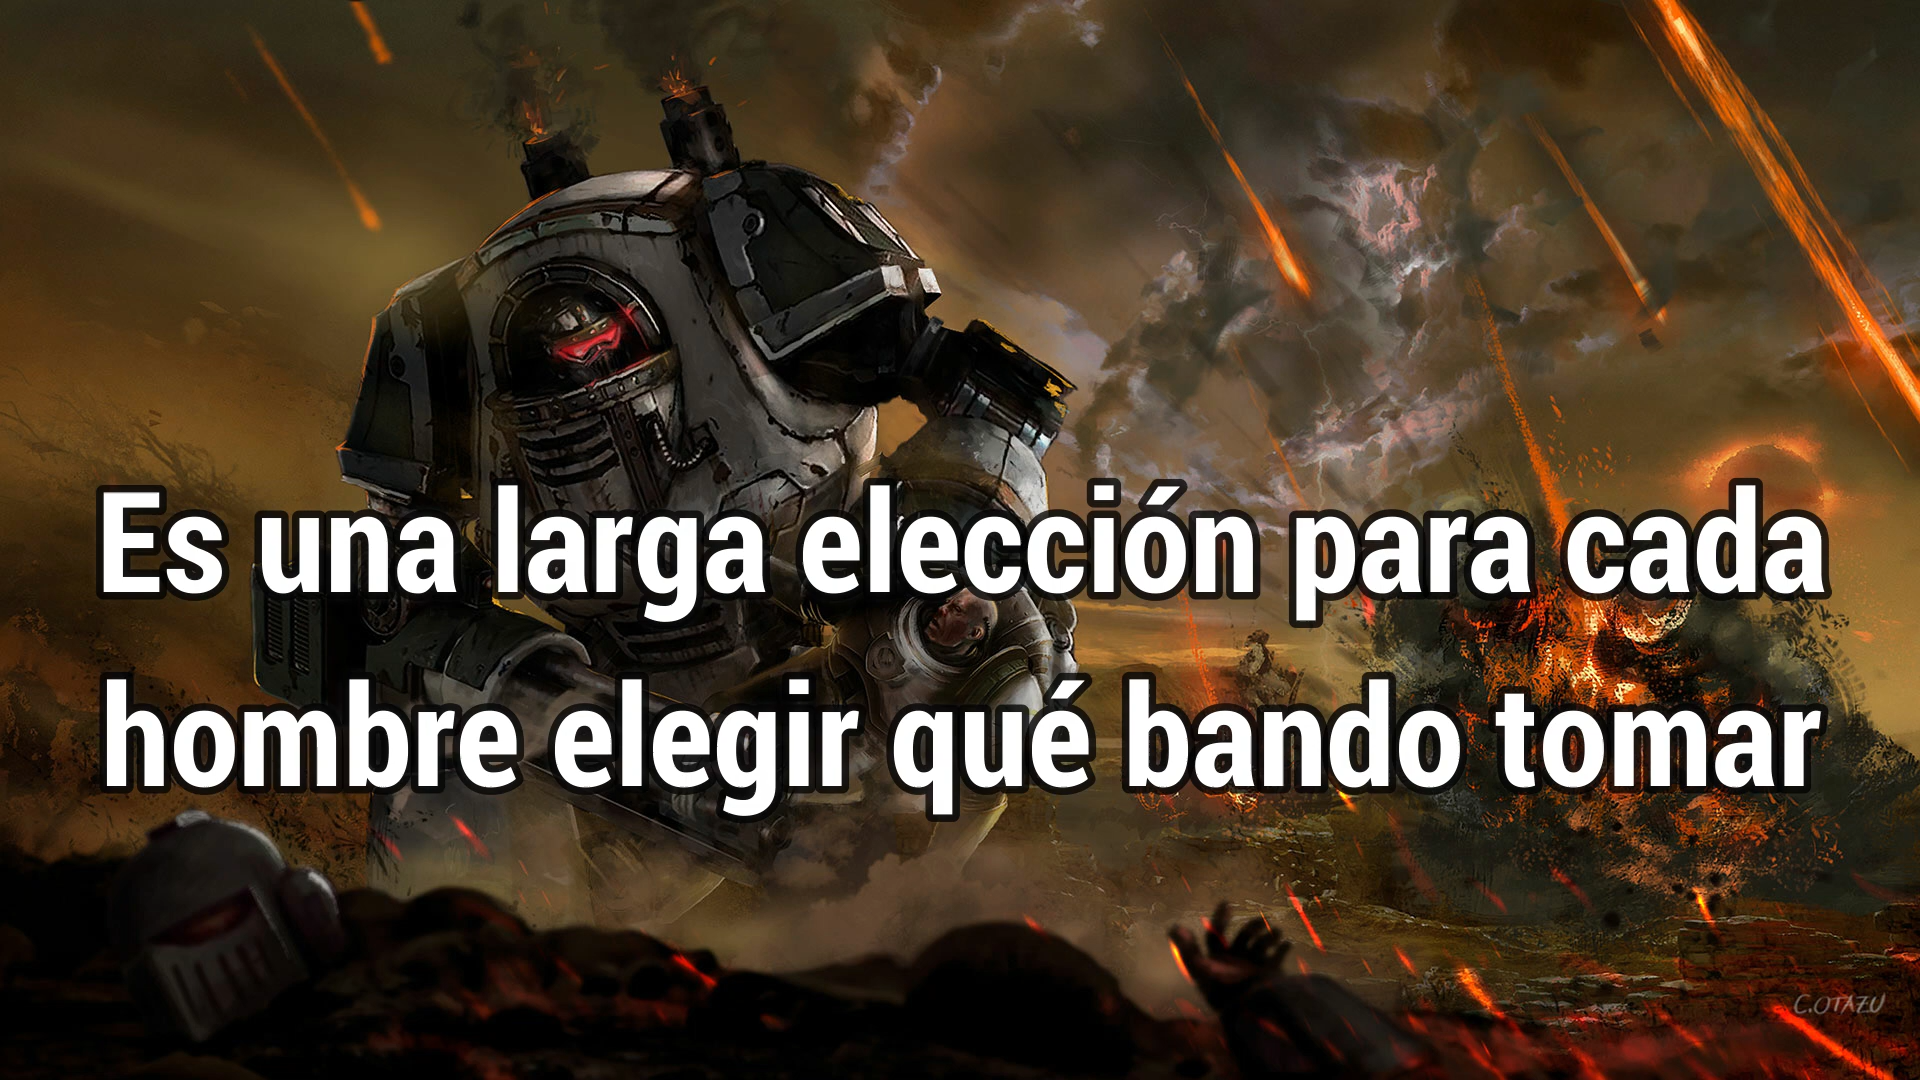 Es una larga elección para cada
hombre elegir qué bando tomar
C.OTAZU